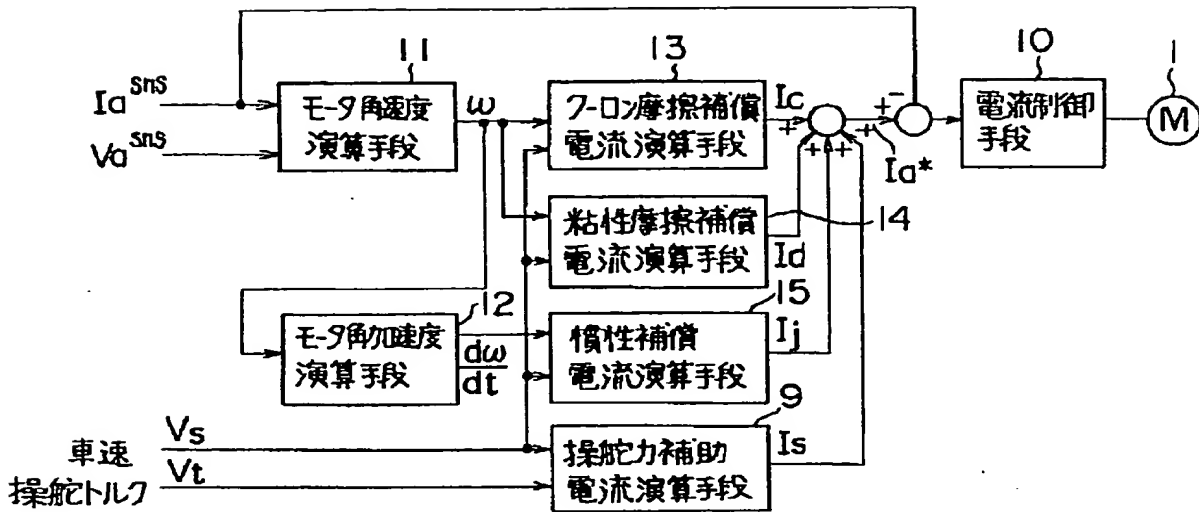 11
13
10
1
Ia^sns
Va^sns
モータ角速度
演算手段
ω
クーロン摩擦補償
電流演算手段
Ic
+
+
+
+
+
-
Ia*
電流制御
手段
M
粘性摩擦補償
電流演算手段
14
Id
12
モータ角加速度
演算手段
dω
dt
15
慣性補償
電流演算手段
Ij
9
車速
Vs
操舵トルク
Vt
操舵力補助
電流演算手段
Is